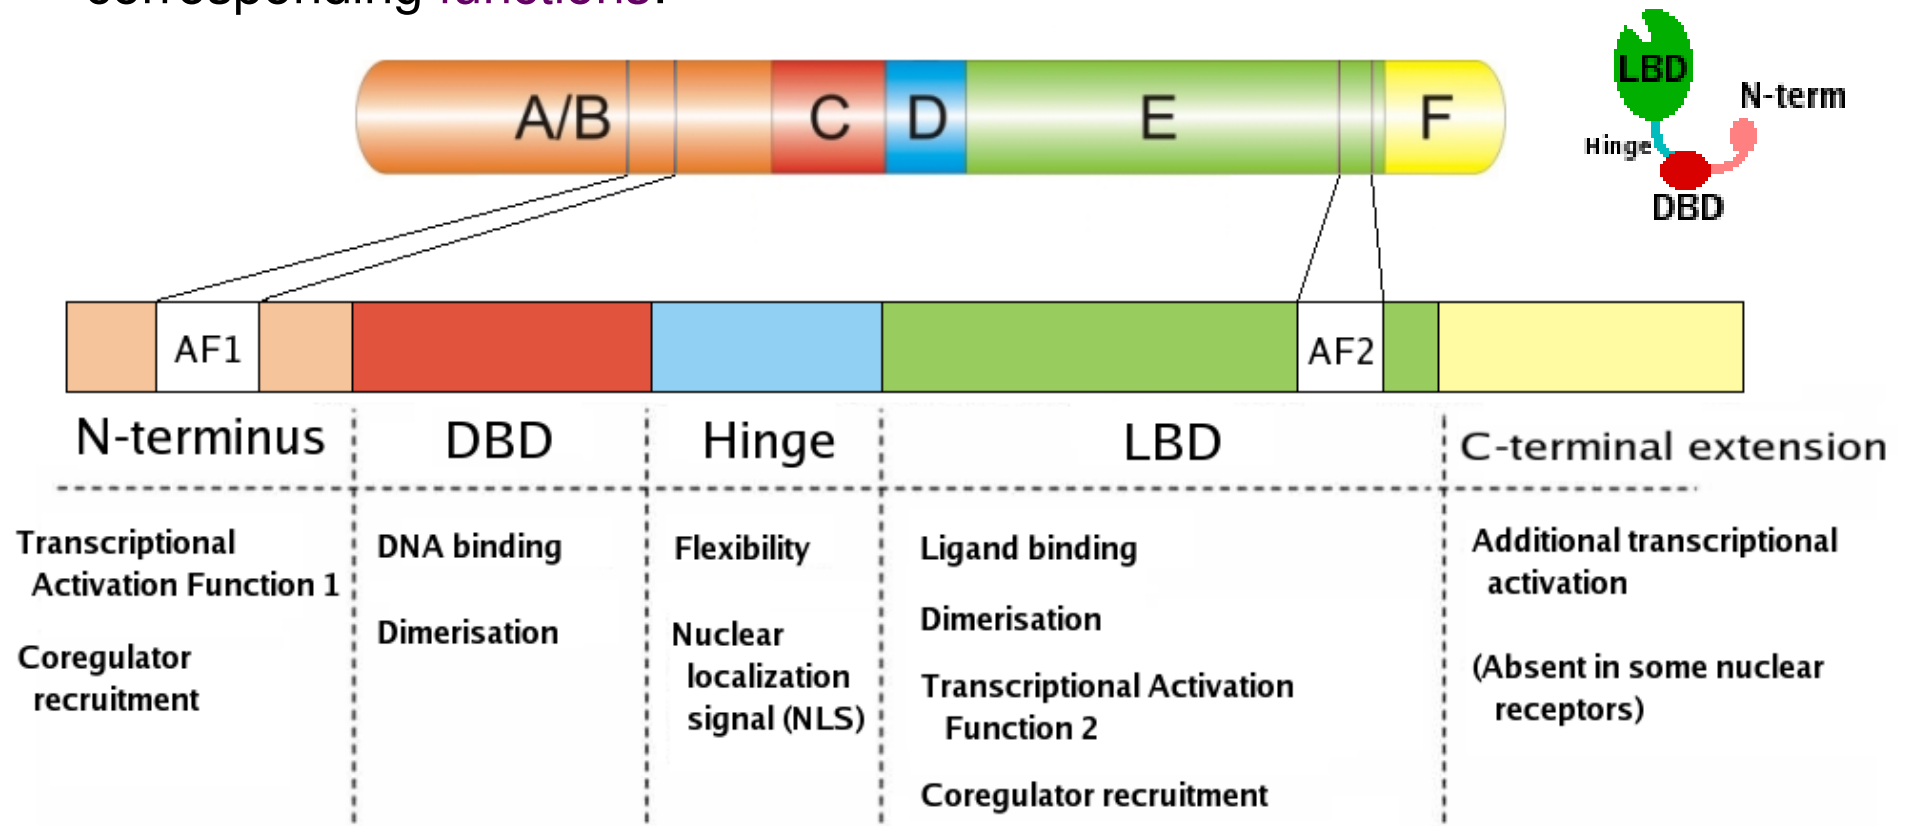 corresponding functions.
A/B
C
D
E
F
LBD
N-term
Hinge
DBD
AF1
AF2
N-terminus
DBD
Hinge
LBD
C-terminal extension
Transcriptional
Activation Function 1
Coregulator
recruitment
DNA binding
Dimerisation
Flexibility
Nuclear
localization
signal (NLS)
Ligand binding
Dimerisation
Transcriptional Activation
Function 2
Coregulator recruitment
Additional transcriptional
activation
(Absent in some nuclear
receptors)